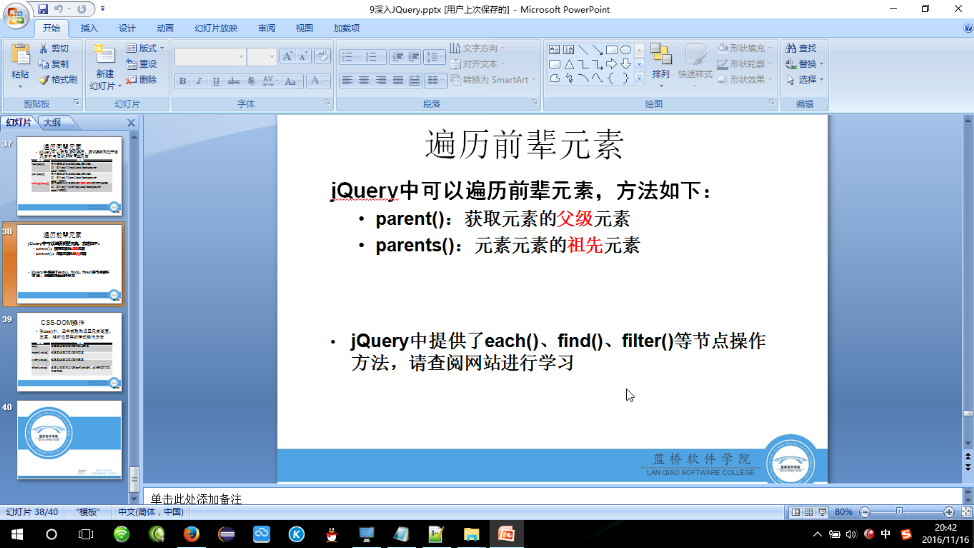 9深入JQuery.pptx [用户上次保存的] - Microsoft PowerPoint
开始 插入 设计 动画 幻灯片放映 审阅 视图 加载项
粘贴 剪切 复制 格式刷 剪贴板
新建 幻灯片 版式 重设 删除 幻灯片
B I U abc S AV Aa A 字体
文字方向 对齐文本 转换为 SmartArt 段落
排列 快速样式 形状填充 形状轮廓 形状效果 绘图
查找 替换 选择 编辑
幻灯片 大纲
37
遍历同辈元素
38
遍历前辈元素
39
CSS-DOM操作
40
遍历前辈元素
jQuery中可以遍历前辈元素，方法如下：
• parent()：获取元素的父级元素
• parents()：元素元素的祖先元素
• jQuery中提供了each()、find()、filter()等节点操作
方法，请查阅网站进行学习
蓝桥软件学院
LAN QIAO SOFTWARE COLLEGE
单击此处添加备注
幻灯片 38/40 "模板" 中文(简体，中国) 80%
中
20:42
2016/11/16